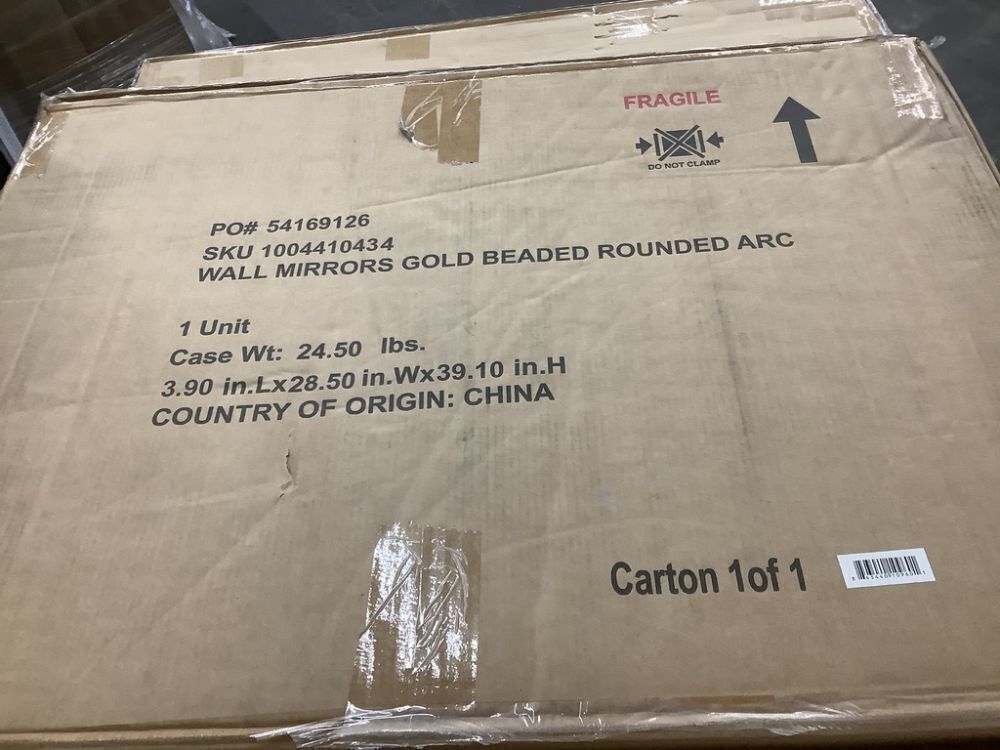 FRAGILE
DO NOT CLAMP
PO# 54169126
SKU 1004410434
WALL MIRRORS GOLD BEADED ROUNDED ARC
1 Unit
Case Wt: 24.50 lbs.
3.90 in.Lx28.50 in.Wx39.10 in.H
COUNTRY OF ORIGIN: CHINA
Carton 1of 1